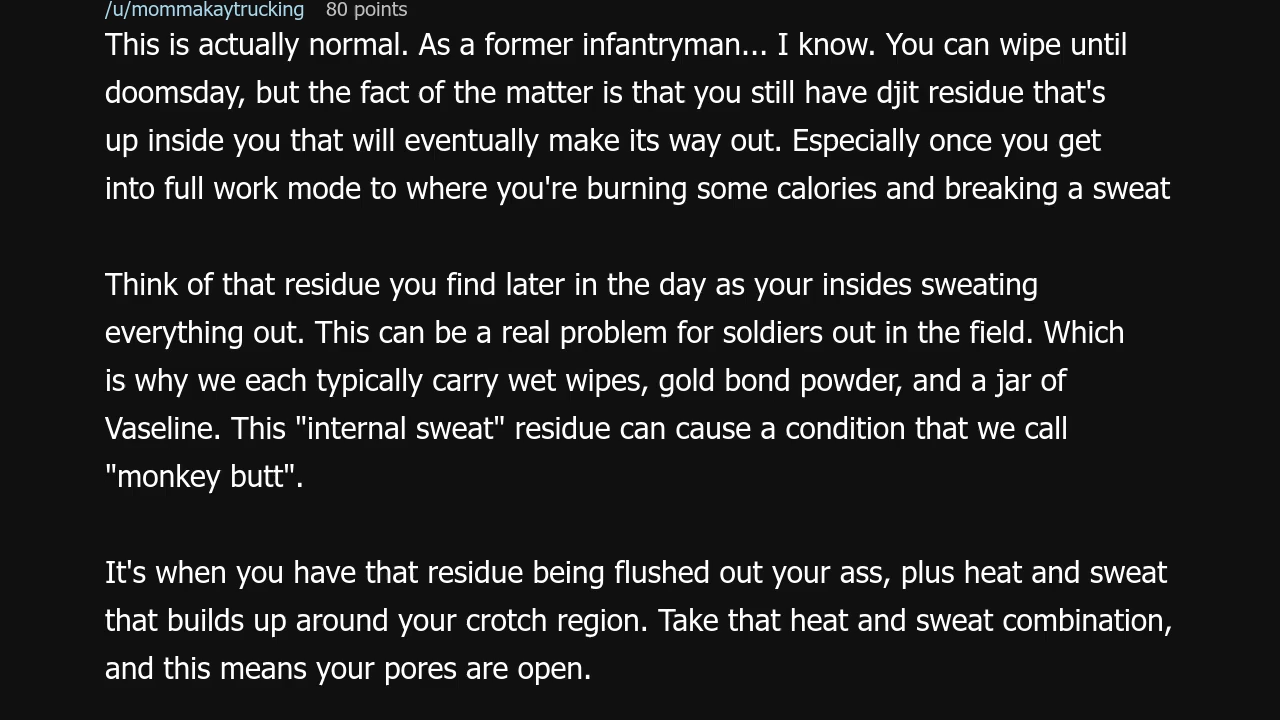 /u/mommakaytrucking 80 points
This is actually normal. As a former infantryman... I know. You can wipe until
doomsday, but the fact of the matter is that you still have djit residue that's
up inside you that will eventually make its way out. Especially once you get
into full work mode to where you're burning some calories and breaking a sweat
Think of that residue you find later in the day as your insides sweating
everything out. This can be a real problem for soldiers out in the field. Which
is why we each typically carry wet wipes, gold bond powder, and a jar of
Vaseline. This "internal sweat" residue can cause a condition that we call
"monkey butt".
It's when you have that residue being flushed out your ass, plus heat and sweat
that builds up around your crotch region. Take that heat and sweat combination,
and this means your pores are open.